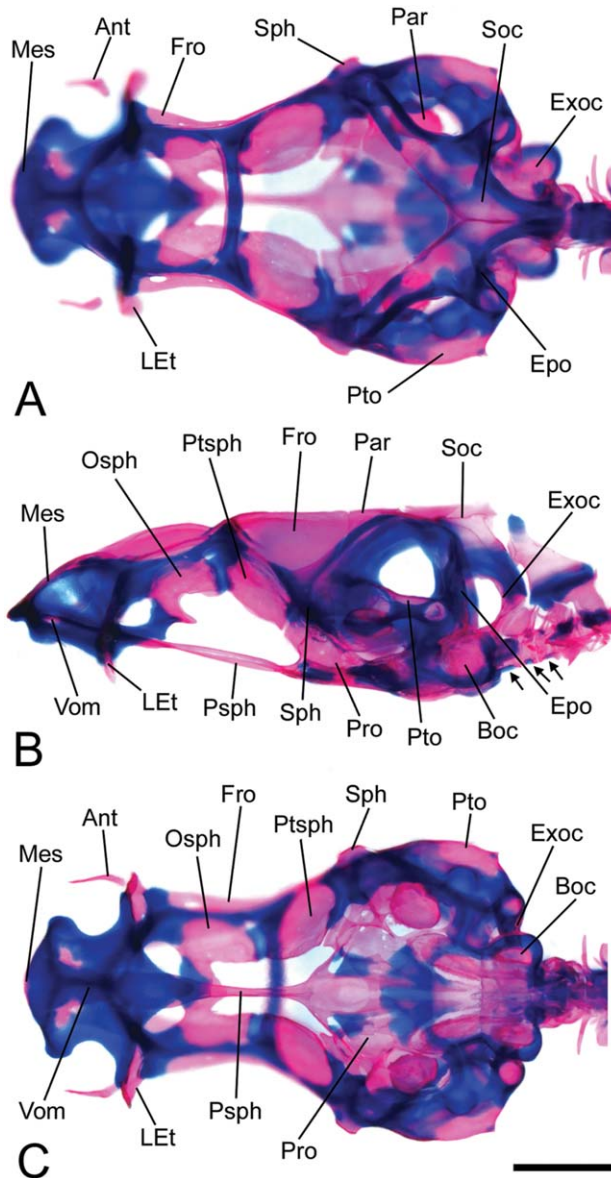 Ant
Mes
Fro
Sph
Par
Soc
Exoc
LEt
Pto
Epo
A
Osph
Ptsph
Fro
Par
Soc
Mes
Exoc
Vom
LEt
Psph
Sph
Pro
Pto
Boc
Epo
B
Mes
Ant
Osph
Fro
Ptsph
Sph
Pto
Exoc
Boc
Vom
LEt
Psph
Pro
C